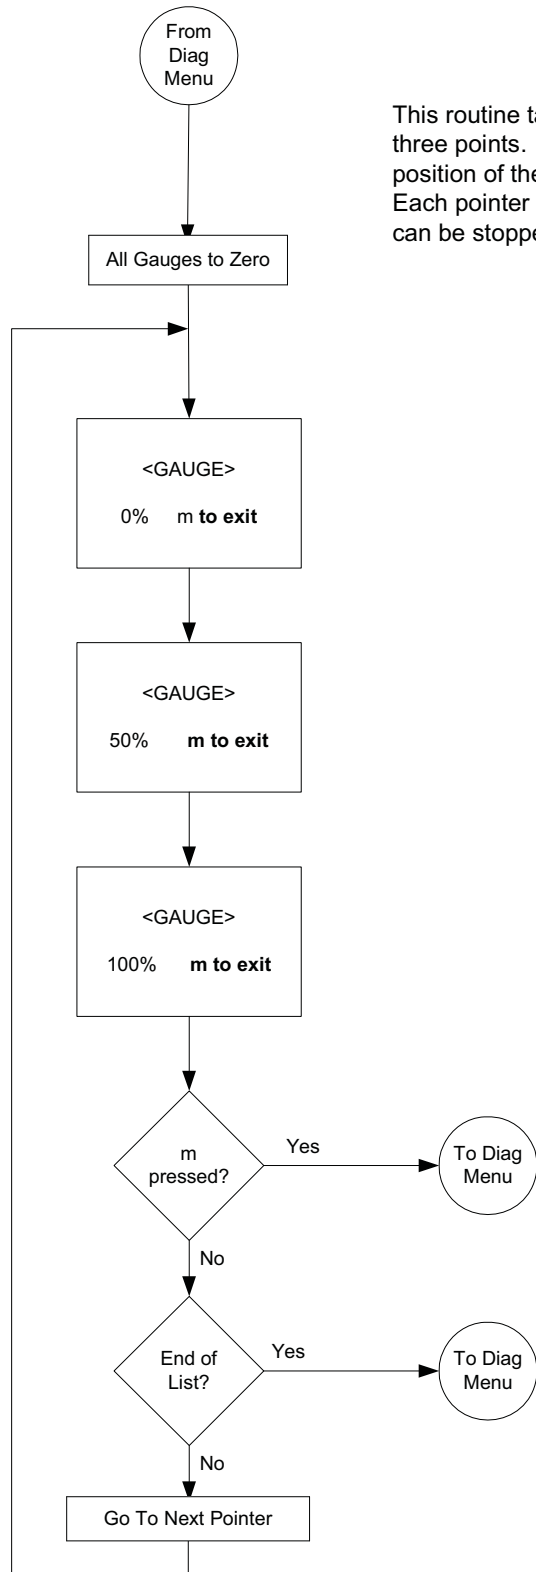 From
Diag
Menu
This routine
three points.
position of the
Each pointer
can be
All Gauges to Zero
<GAUGE>
0% m to exit
<GAUGE>
50% m to exit
<GAUGE>
100% m to exit
m
pressed?
Yes
To Diag
Menu
No
End of
List?
Yes
To Diag
Menu
No
Go To Next Pointer